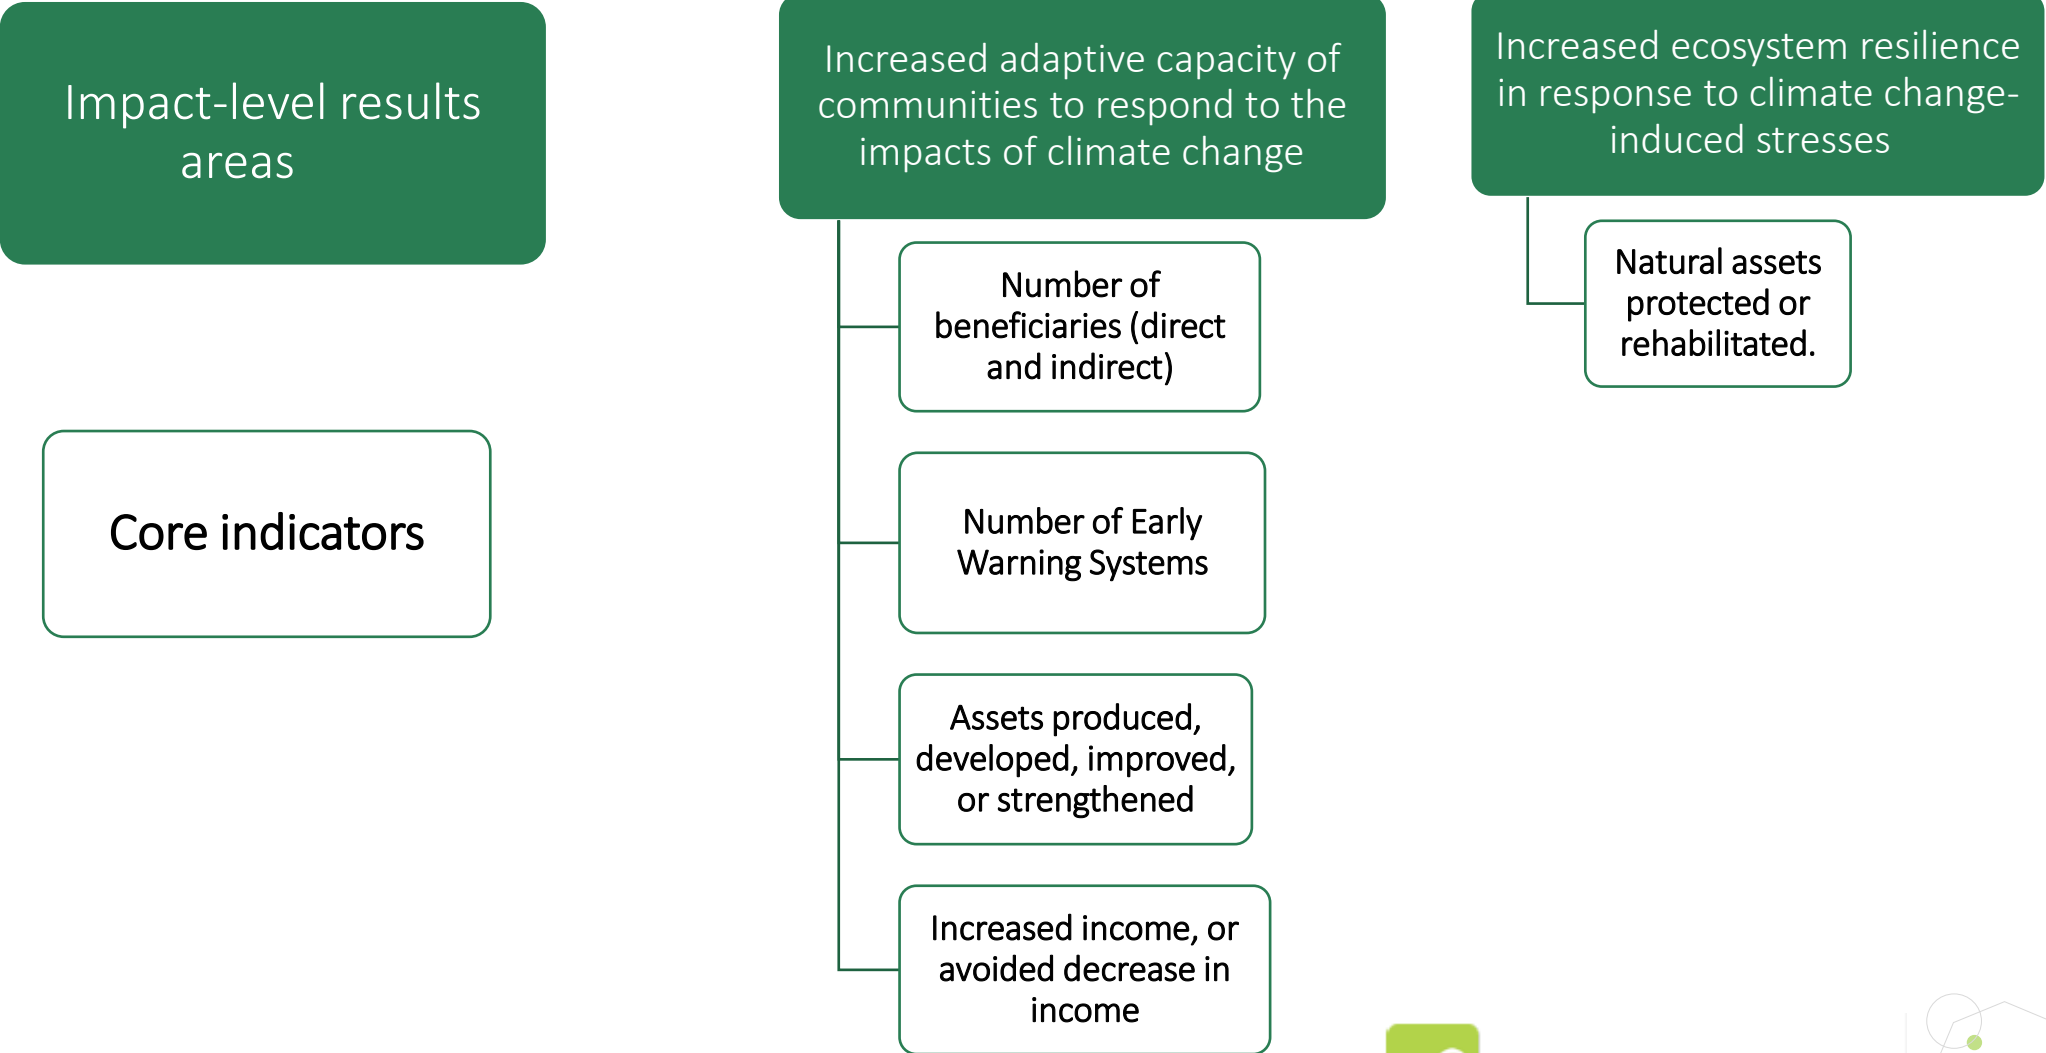 Impact-level results
areas
Core indicators
Increased adaptive capacity of
communities to respond to the
impacts of climate change
Number of
beneficiaries (direct
and indirect)
Number of Early
Warning Systems
Assets produced,
developed, improved,
or strengthened
Increased income, or
avoided decrease in
income
Increased ecosystem resilience
in response to climate change-
induced stresses
Natural assets
protected or
rehabilitated.